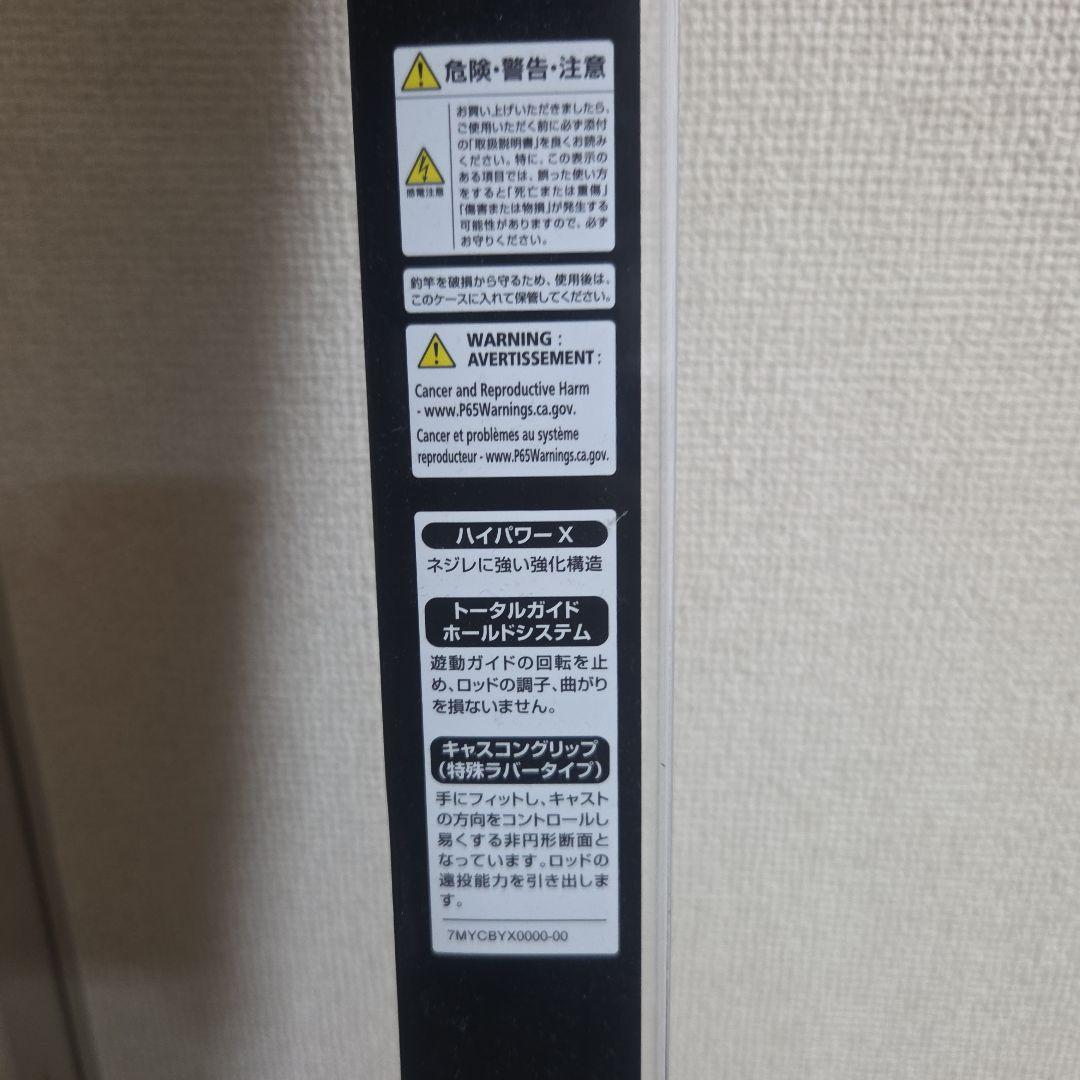 危険・警告・注意
感電注意
お買い上げいただきましたら、
ご使用いただく前に必ず添付
の「取扱説明書」を良くお読み
ください。特に、この表示の
ある項目では、誤った使い方
をすると「死亡または重傷」
「傷害または物損」が発生する
可能性がありますので、必ず
お守りください。
釣竿を破損から守るため、使用後は、
このケースに入れて保管してください。
WARNING :
AVERTISSEMENT :
Cancer and Reproductive Harm
- www.P65Warnings.ca.gov.
Cancer et problèmes au système
reproducteur - www.P65Warnings.ca.gov.
ハイパワーX
ネジレに強い強化構造
トータルガイド
ホールドシステム
遊動ガイドの回転を止
め、ロッドの調子、曲がり
を損ないません。
キャスコングリップ
(特殊ラバータイプ)
手にフィットし、キャスト
の方向をコントロールし
易くする非円形断面と
なっています。ロッドの
遠投能力を引き出しま
す。
7MYCBYX0000-00